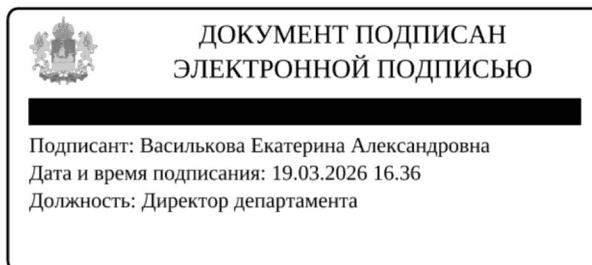 ДОКУМЕНТ ПОДПИСАН
ЭЛЕКТРОННОЙ ПОДПИСЬЮ
Подписант: Василькова Екатерина Александровна
Дата и время подписания: 19.03.2026 16.36
Должность: Директор департамента